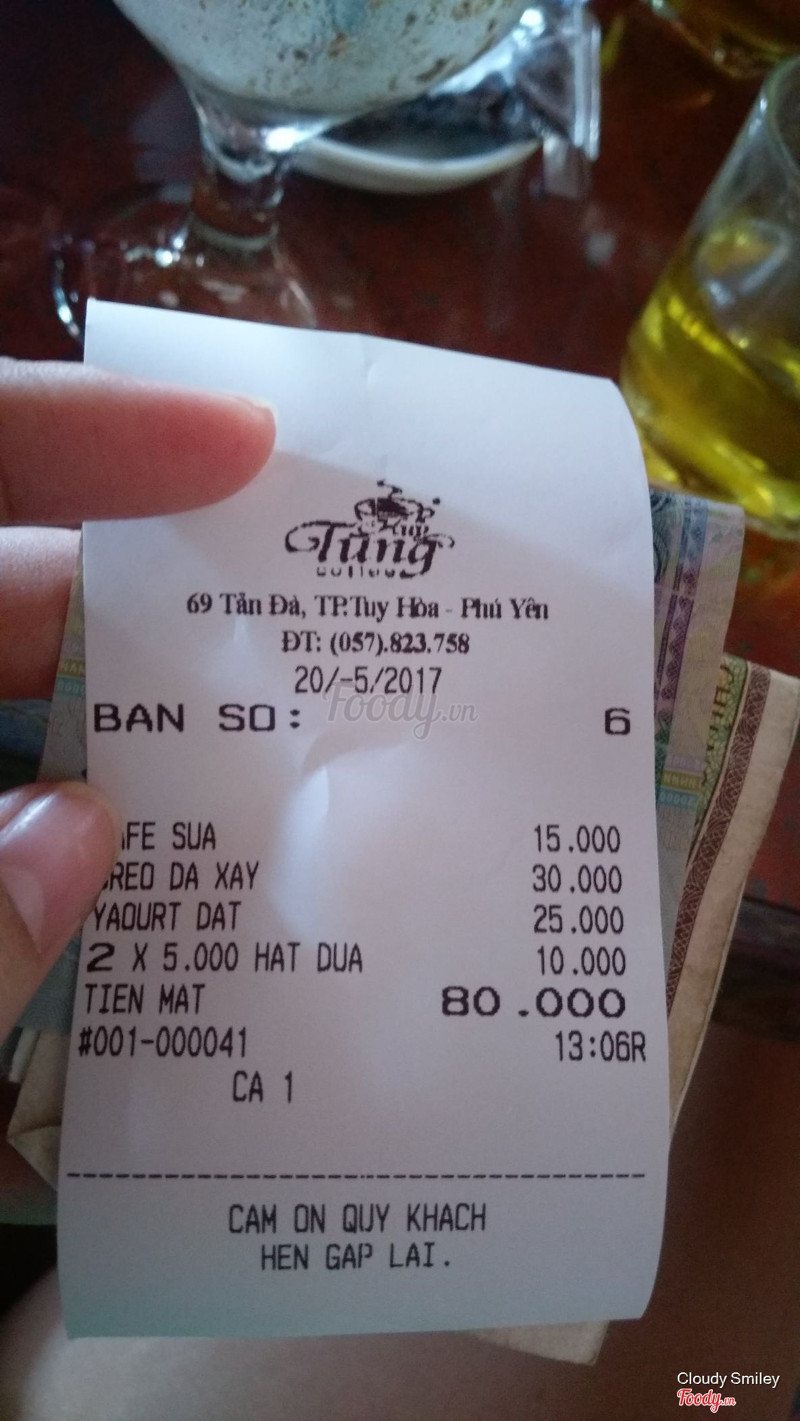 Tùng
69 Tản Đà, TP.Tuy Hòa - Phú Yên
ĐT: (057).823.758
20/-5/2017
Foody.vn
BAN SO: 6
AFE SUA 15.000
OREO DA XAY 30.000
YAOURT DAT 25.000
2 X 5.000 HAT DUA 10.000
TIEN MAT 80.000
#001-000041 13:06R
CA 1
CAM ON QUY KHACH
HEN GAP LAI.
Cloudy Smiley
Foody.vn